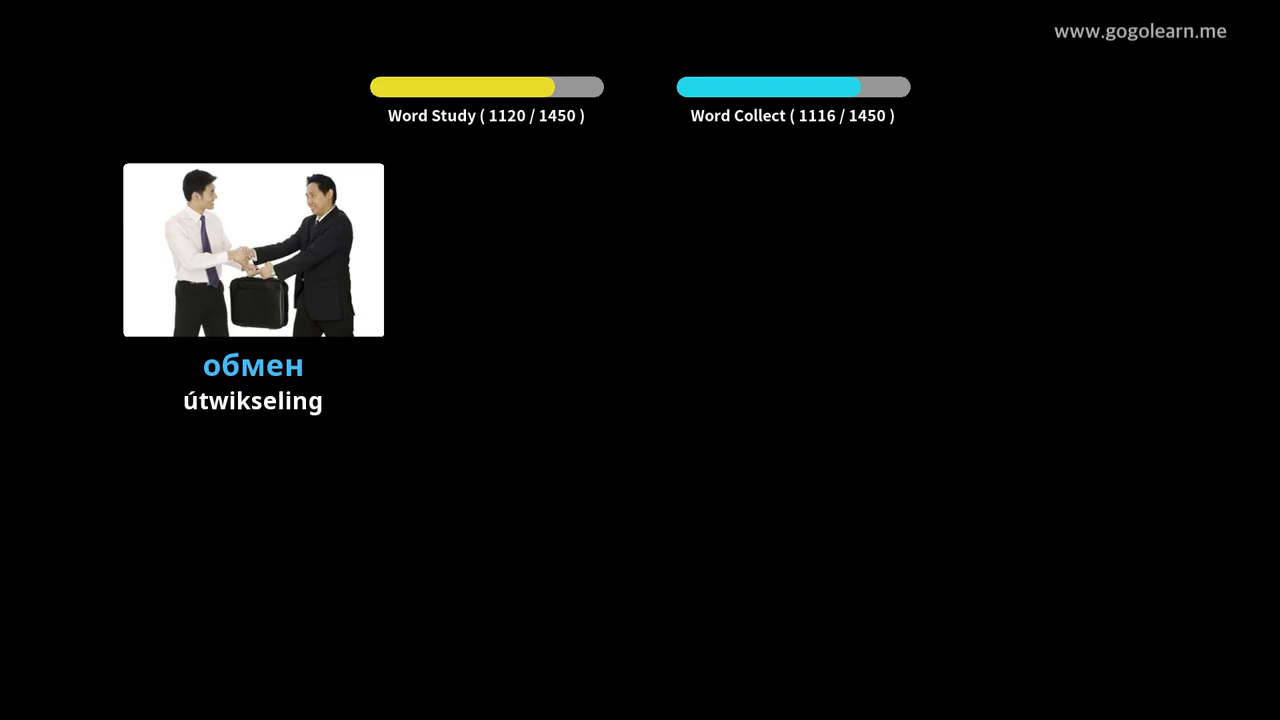 www.gogolearn.me
Word Study ( 1120 / 1450 )
Word Collect ( 1116 / 1450 )
обмен
útwikseling